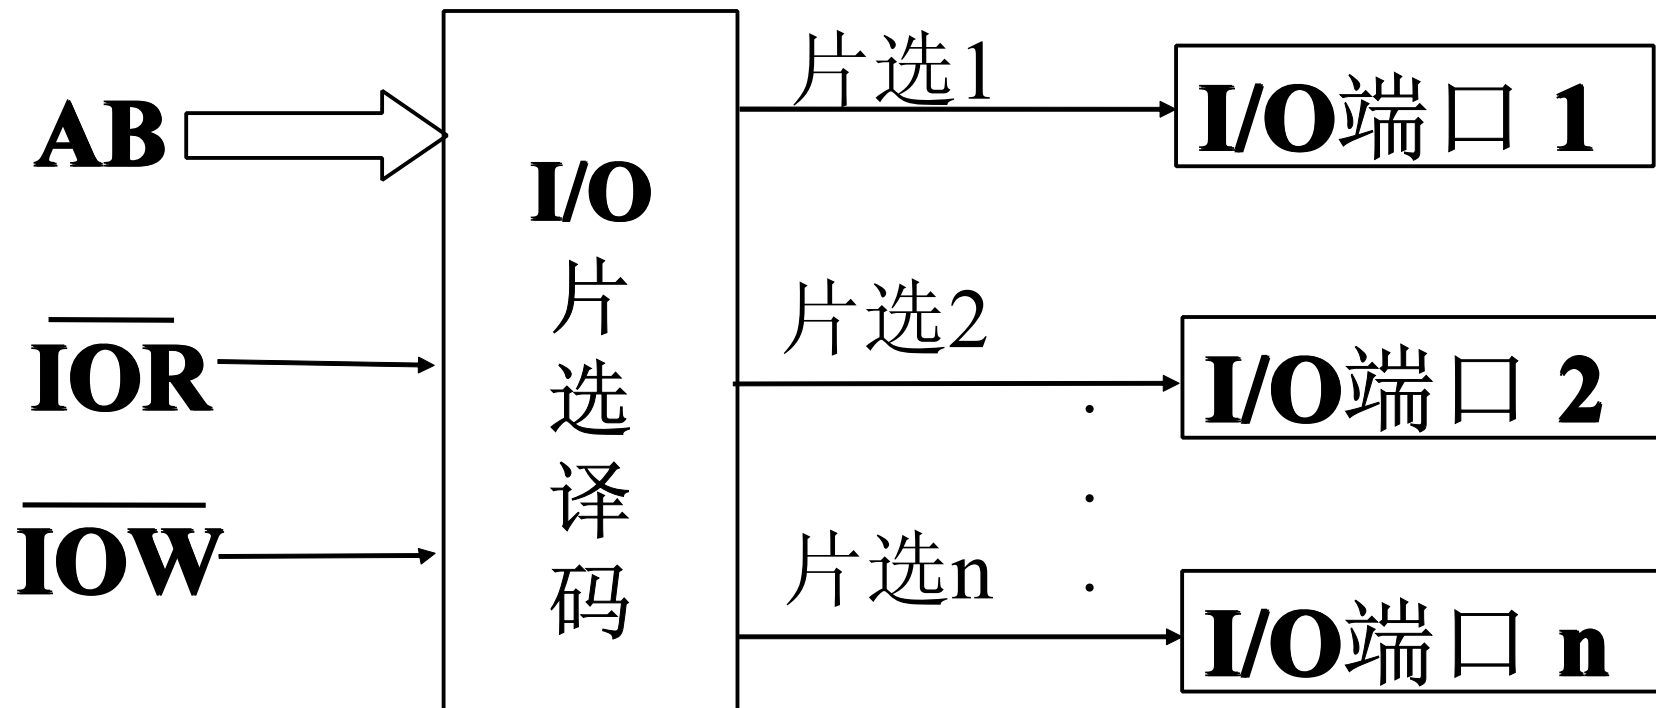 AB
IOR
IOW
I/O
片
选
译
码
片选1
片选2
片选n
I/O端口 1
I/O端口 2
I/O端口 n